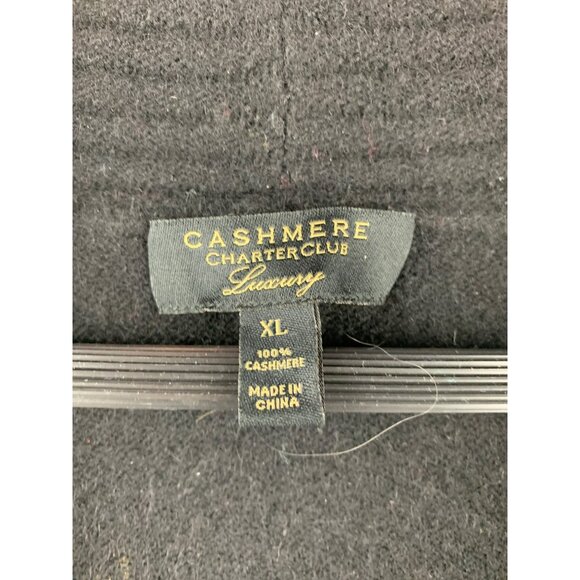 CASHMERE
CHARTER CLUB
Luxury
XL
100%
CASHMERE
MADE IN
CHINA